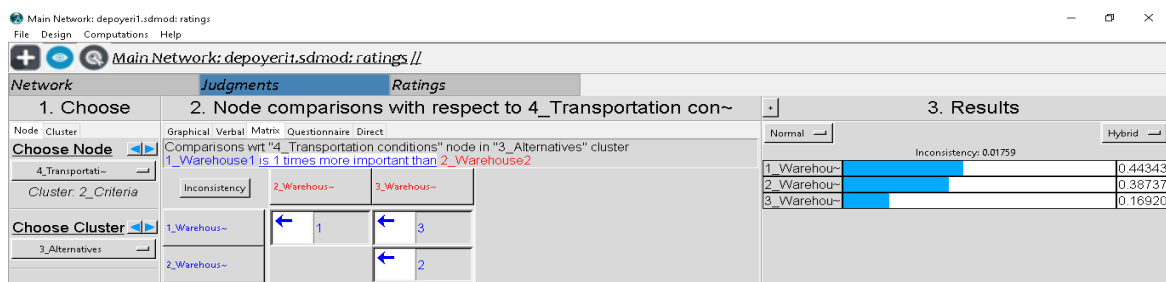 Main Network: depoyeri1.sdmod: ratings
File Design Computations Help
Main Network: depoyeri1.sdmod: ratings //
Network Judgments Ratings
1. Choose 2. Node comparisons with respect to 4_Transportation con~ + 3. Results
Node Cluster Graphical Verbal Matrix Questionnaire Direct Normal Hybrid
Choose Node Comparisons wrt "4_Transportation conditions" node in "3_Alternatives" cluster
1_Warehouse1 is 1 times more important than 2_Warehouse2
Inconsistency: 0.01759
4_Transportati~
Cluster: 2_Criteria
Inconsistency 2_Warehous~ 3_Warehous~
1_Warehou~ 0.44343
2_Warehou~ 0.38737
3_Warehou~ 0.16920
Choose Cluster
3_Alternatives
1_Warehous~ 1 3
2_Warehous~ 2